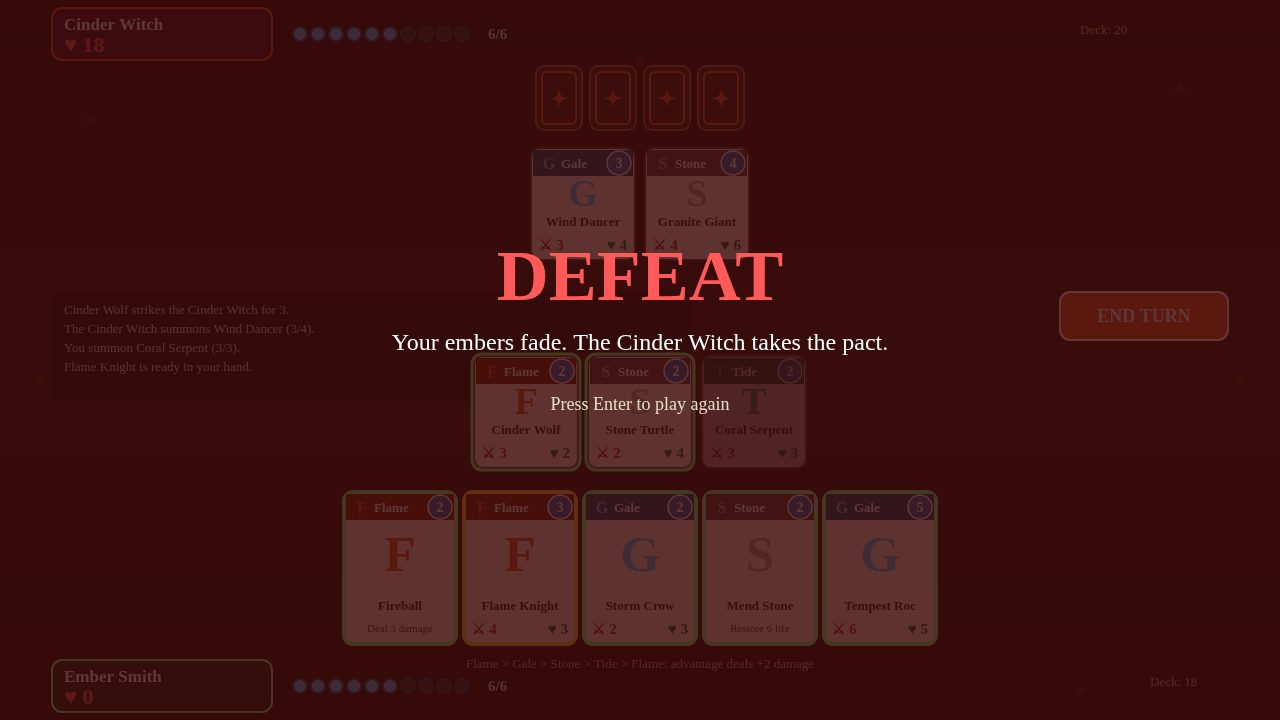 Cinder Witch
♥ 18
6/6
Deck: 20
G Gale 3
G
Wind Dancer
⚔ 3 ♥ 4
S Stone 4
S
Granite Giant
⚔ 4 ♥ 6
DEFEAT
Your embers fade. The Cinder Witch takes the pact.
Press Enter to play again
Cinder Wolf strikes the Cinder Witch for 3.
The Cinder Witch summons Wind Dancer (3/4).
You summon Coral Serpent (3/3).
Flame Knight is ready in your hand.
END TURN
F Flame 2
F
Cinder Wolf
⚔ 3 ♥ 2
S Stone 2
S
Stone Turtle
⚔ 2 ♥ 4
T Tide 2
T
Coral Serpent
⚔ 3 ♥ 3
F Flame 2
F
Fireball
Deal 3 damage
F Flame 3
F
Flame Knight
⚔ 4 ♥ 3
G Gale 2
G
Storm Crow
⚔ 2 ♥ 3
S Stone 2
S
Mend Stone
Restore 6 life
G Gale 5
G
Tempest Roc
⚔ 6 ♥ 5
Flame > Gale > Stone > Tide > Flame: advantage deals +2 damage
Ember Smith
♥ 0
6/6
Deck: 18